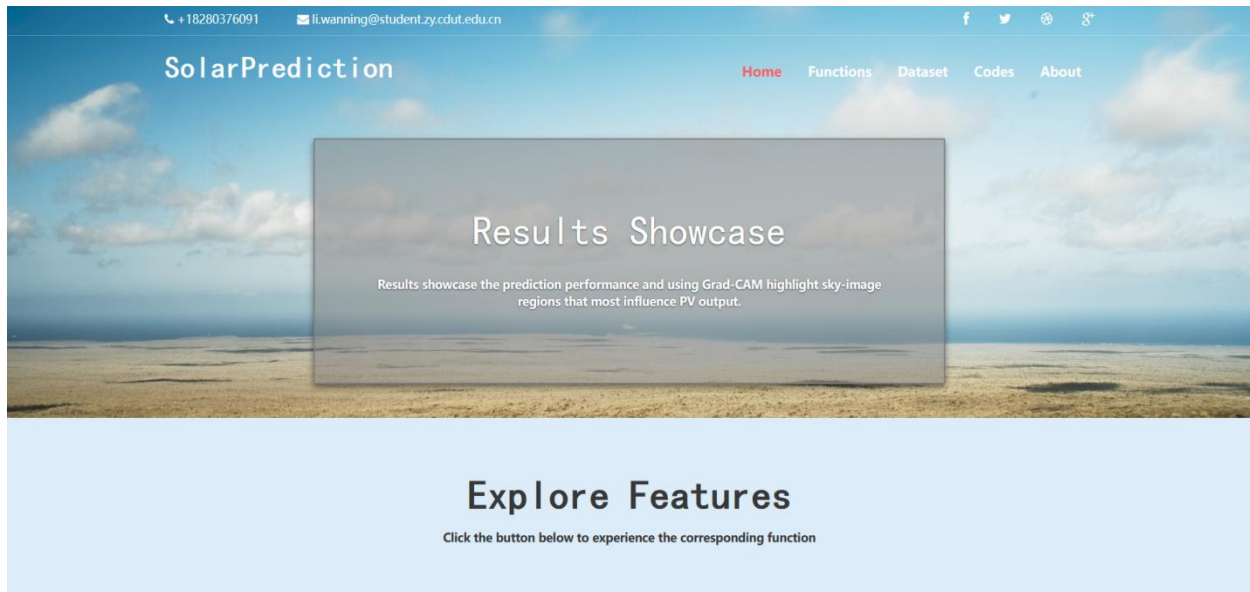 +18280376091 li.wanning@student.zy.cdut.edu.cn
SolarPrediction
Home Functions Dataset Codes About
Results Showcase
Results showcase the prediction performance and using Grad-CAM highlight sky-image
regions that most influence PV output.
Explore Features
Click the button below to experience the corresponding function